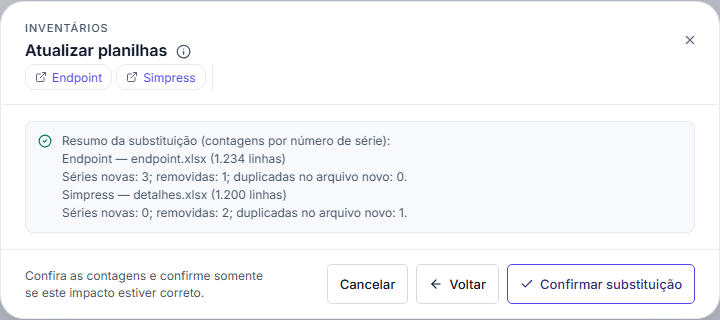 INVENTÁRIOS
Atualizar planilhas
Endpoint
Simpress
Resumo da substituição (contagens por número de série):
Endpoint — endpoint.xlsx (1.234 linhas)
Séries novas: 3; removidas: 1; duplicadas no arquivo novo: 0.
Simpress — detalhes.xlsx (1.200 linhas)
Séries novas: 0; removidas: 2; duplicadas no arquivo novo: 1.
Confira as contagens e confirme somente
se este impacto estiver correto.
Cancelar
Voltar
Confirmar substituição